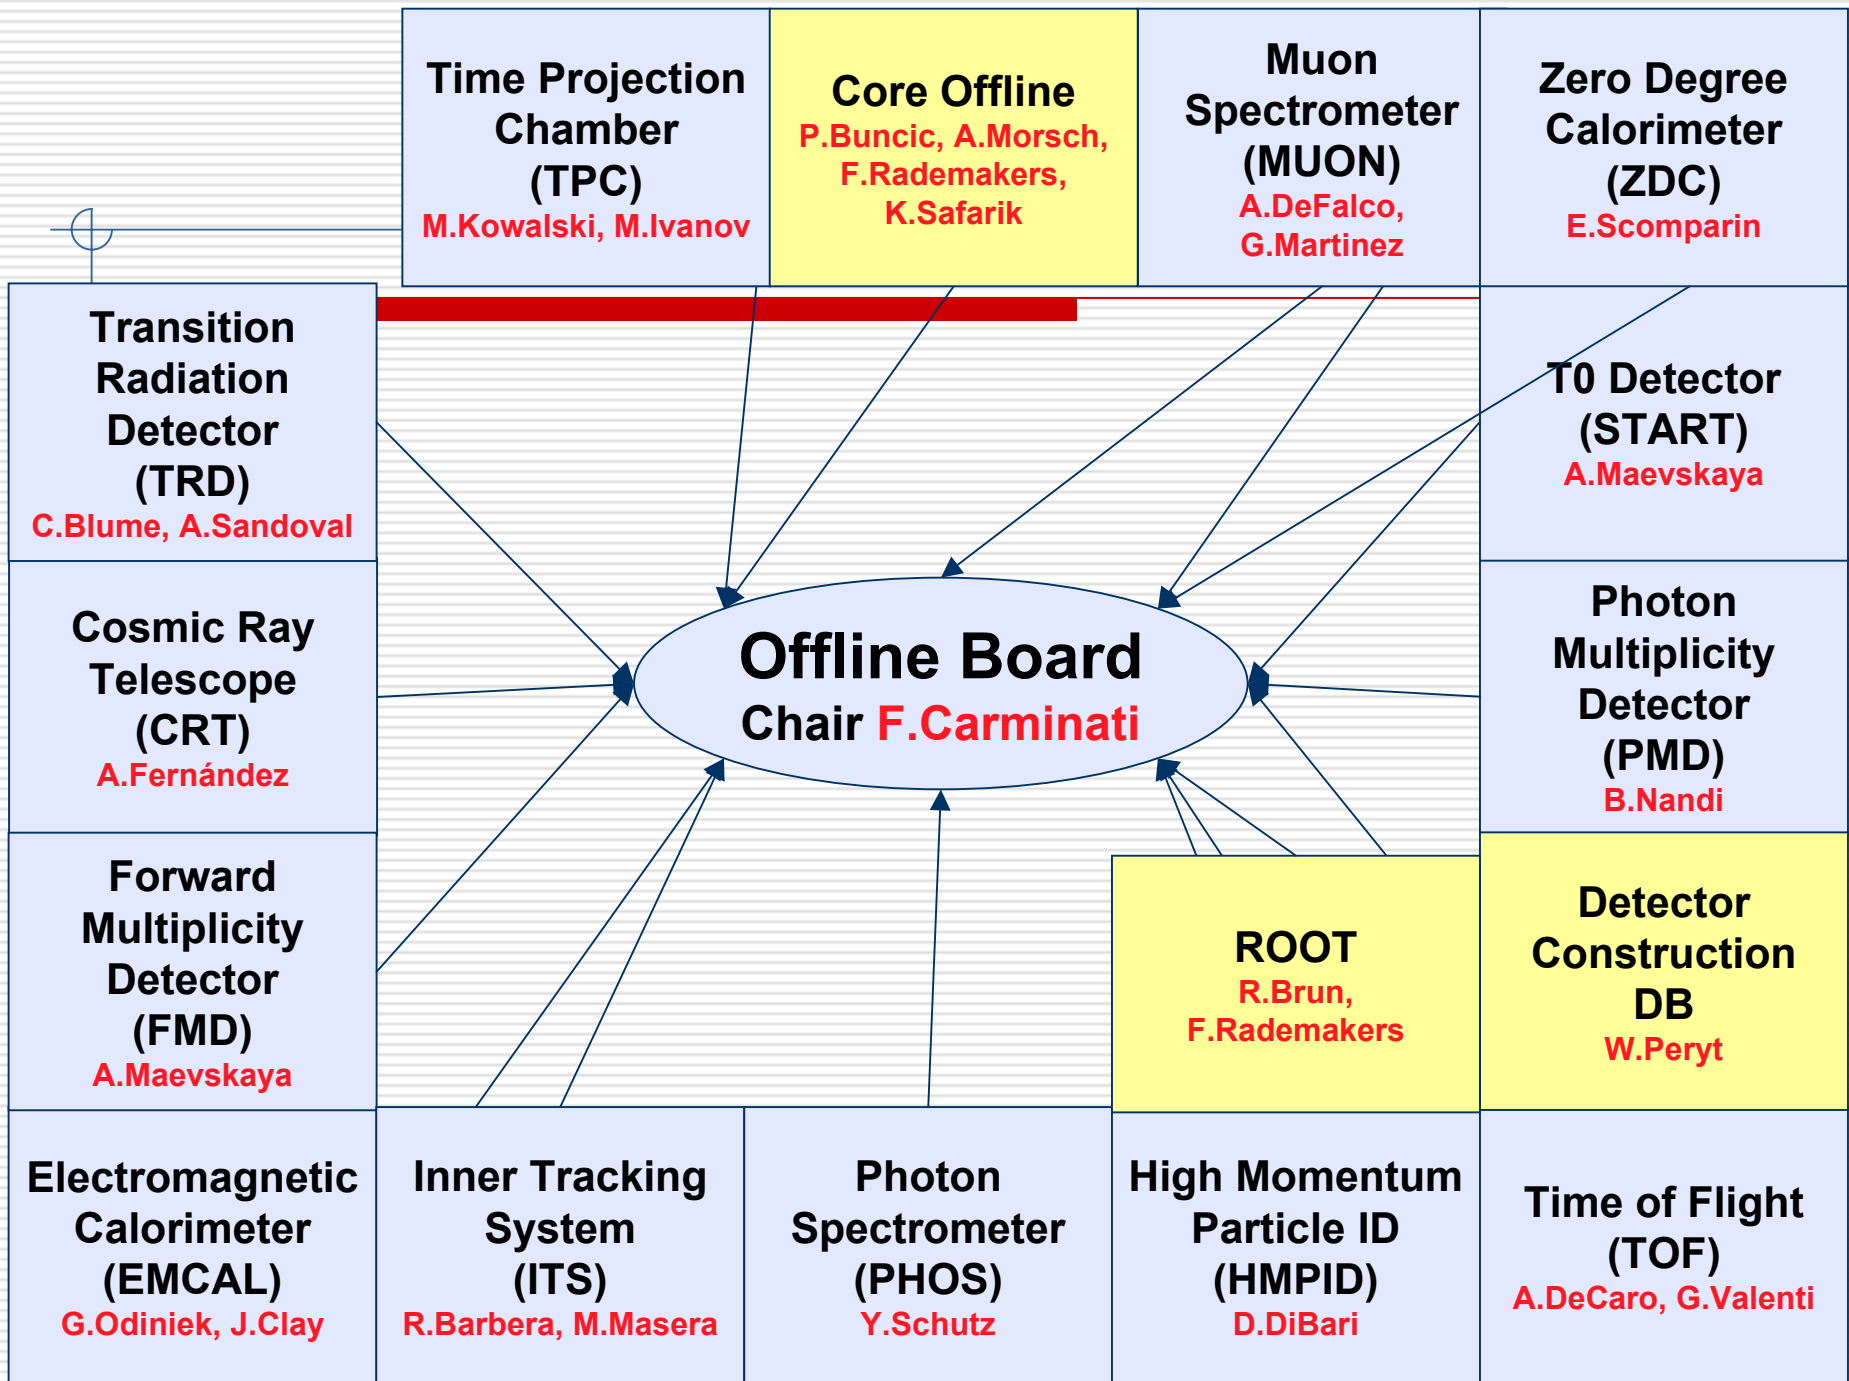 Time Projection
Chamber
(TPC)
M.Kowalski, M.Ivanov
Core Offline
P.Buncic, A.Morsch,
F.Rademakers,
K.Safarik
Muon
Spectrometer
(MUON)
A.DeFalco,
G.Martinez
Zero Degree
Calorimeter
(ZDC)
E.Scomparin
Transition
Radiation
Detector
(TRD)
C.Blume, A.Sandoval
T0 Detector
(START)
A.Maevskaya
Cosmic Ray
Telescope
(CRT)
A.Fernández
Offline Board
Chair F.Carminati
Photon
Multiplicity
Detector
(PMD)
B.Nandi
Forward
Multiplicity
Detector
(FMD)
A.Maevskaya
ROOT
R.Brun,
F.Rademakers
Detector
Construction
DB
W.Peryt
Electromagnetic
Calorimeter
(EMCAL)
G.Odiniek, J.Clay
Inner Tracking
System
(ITS)
R.Barbera, M.Masera
Photon
Spectrometer
(PHOS)
Y.Schutz
High Momentum
Particle ID
(HMPID)
D.DiBari
Time of Flight
(TOF)
A.DeCaro, G.Valenti